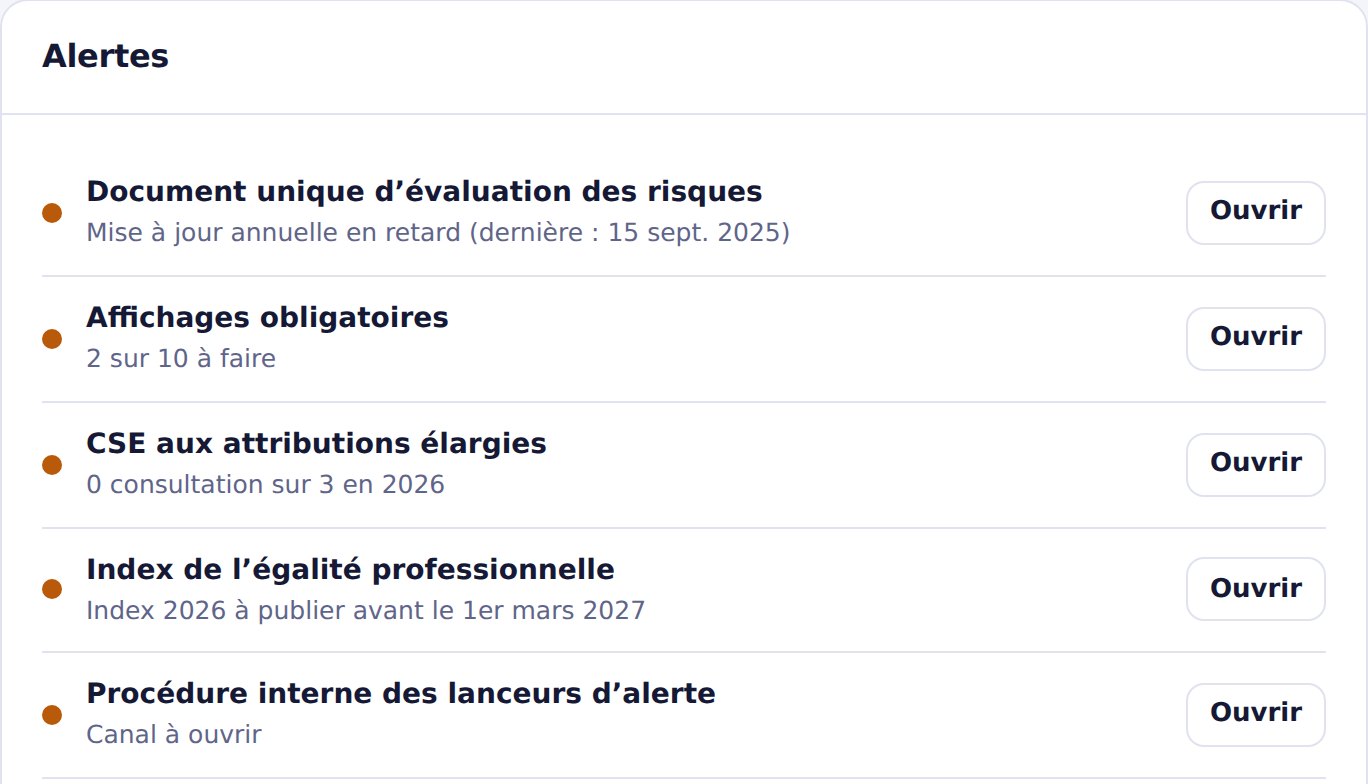 Alertes
Document unique d’évaluation des risques
Mise à jour annuelle en retard (dernière : 15 sept. 2025)
Ouvrir
Affichages obligatoires
2 sur 10 à faire
Ouvrir
CSE aux attributions élargies
0 consultation sur 3 en 2026
Ouvrir
Index de l’égalité professionnelle
Index 2026 à publier avant le 1er mars 2027
Ouvrir
Procédure interne des lanceurs d’alerte
Canal à ouvrir
Ouvrir